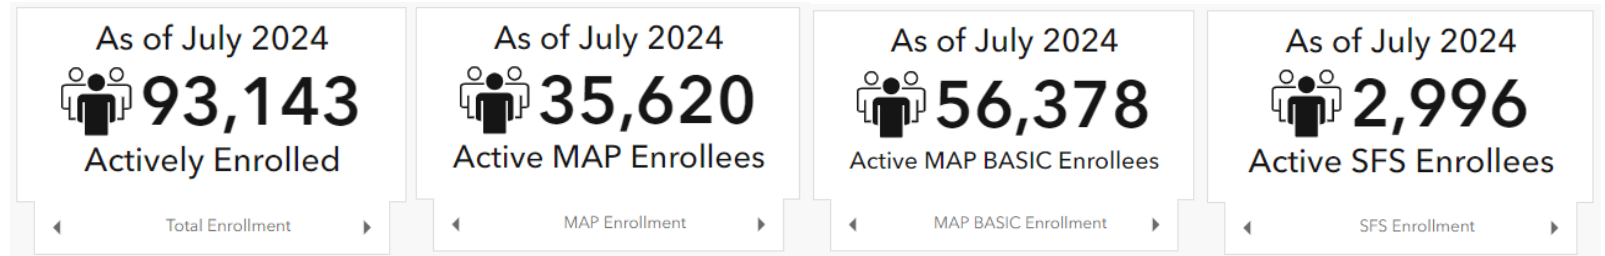 As of July 2024
93,143
Actively Enrolled
Total Enrollment
As of July 2024
35,620
Active MAP Enrollees
MAP Enrollment
As of July 2024
56,378
Active MAP BASIC Enrollees
MAP BASIC Enrollment
As of July 2024
2,996
Active SFS Enrollees
SFS Enrollment